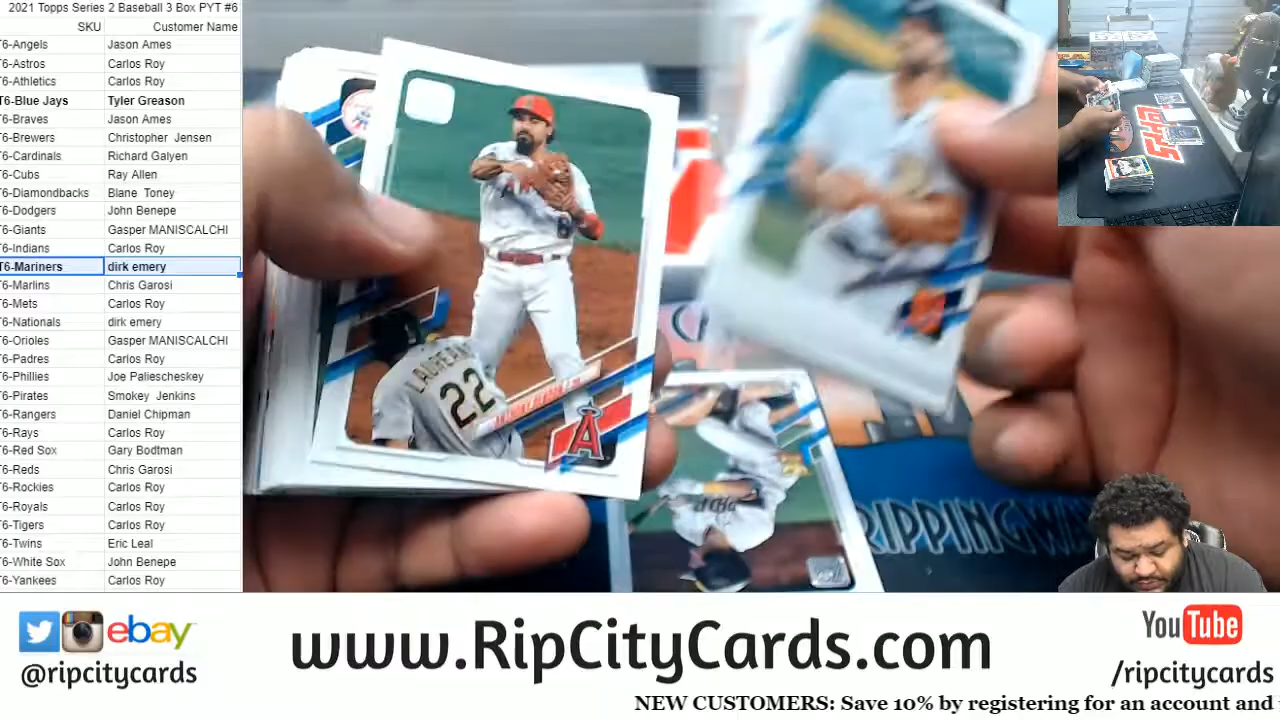 2021 Topps Series 2 Baseball 3 Box PYT #6
SKU Customer Name
T6-Angels Jason Ames
T6-Astros Carlos Roy
T6-Athletics Carlos Roy
T6-Blue Jays Tyler Greason
T6-Braves Jason Ames
T6-Brewers Christopher Jensen
T6-Cardinals Richard Galyen
T6-Cubs Ray Allen
T6-Diamondbacks Blane Toney
T6-Dodgers John Benepe
T6-Giants Gasper MANISCALCHI
T6-Indians Carlos Roy
T6-Mariners dirk emery
T6-Marlins Chris Garosi
T6-Mets Carlos Roy
T6-Nationals dirk emery
T6-Orioles Gasper MANISCALCHI
T6-Padres Carlos Roy
T6-Phillies Joe Paliescheskey
T6-Pirates Smokey Jenkins
T6-Rangers Daniel Chipman
T6-Rays Carlos Roy
T6-Red Sox Gary Bodtman
T6-Reds Chris Garosi
T6-Rockies Carlos Roy
T6-Royals Carlos Roy
T6-Tigers Carlos Roy
T6-Twins Eric Leal
T6-White Sox John Benepe
T6-Yankees Carlos Roy
LAUREANO
22
A
RIPPINGWA
ebay
@ripcitycards
www.RipCityCards.com
YouTube
/ripcitycards
NEW CUSTOMERS: Save 10% by registering for an account and